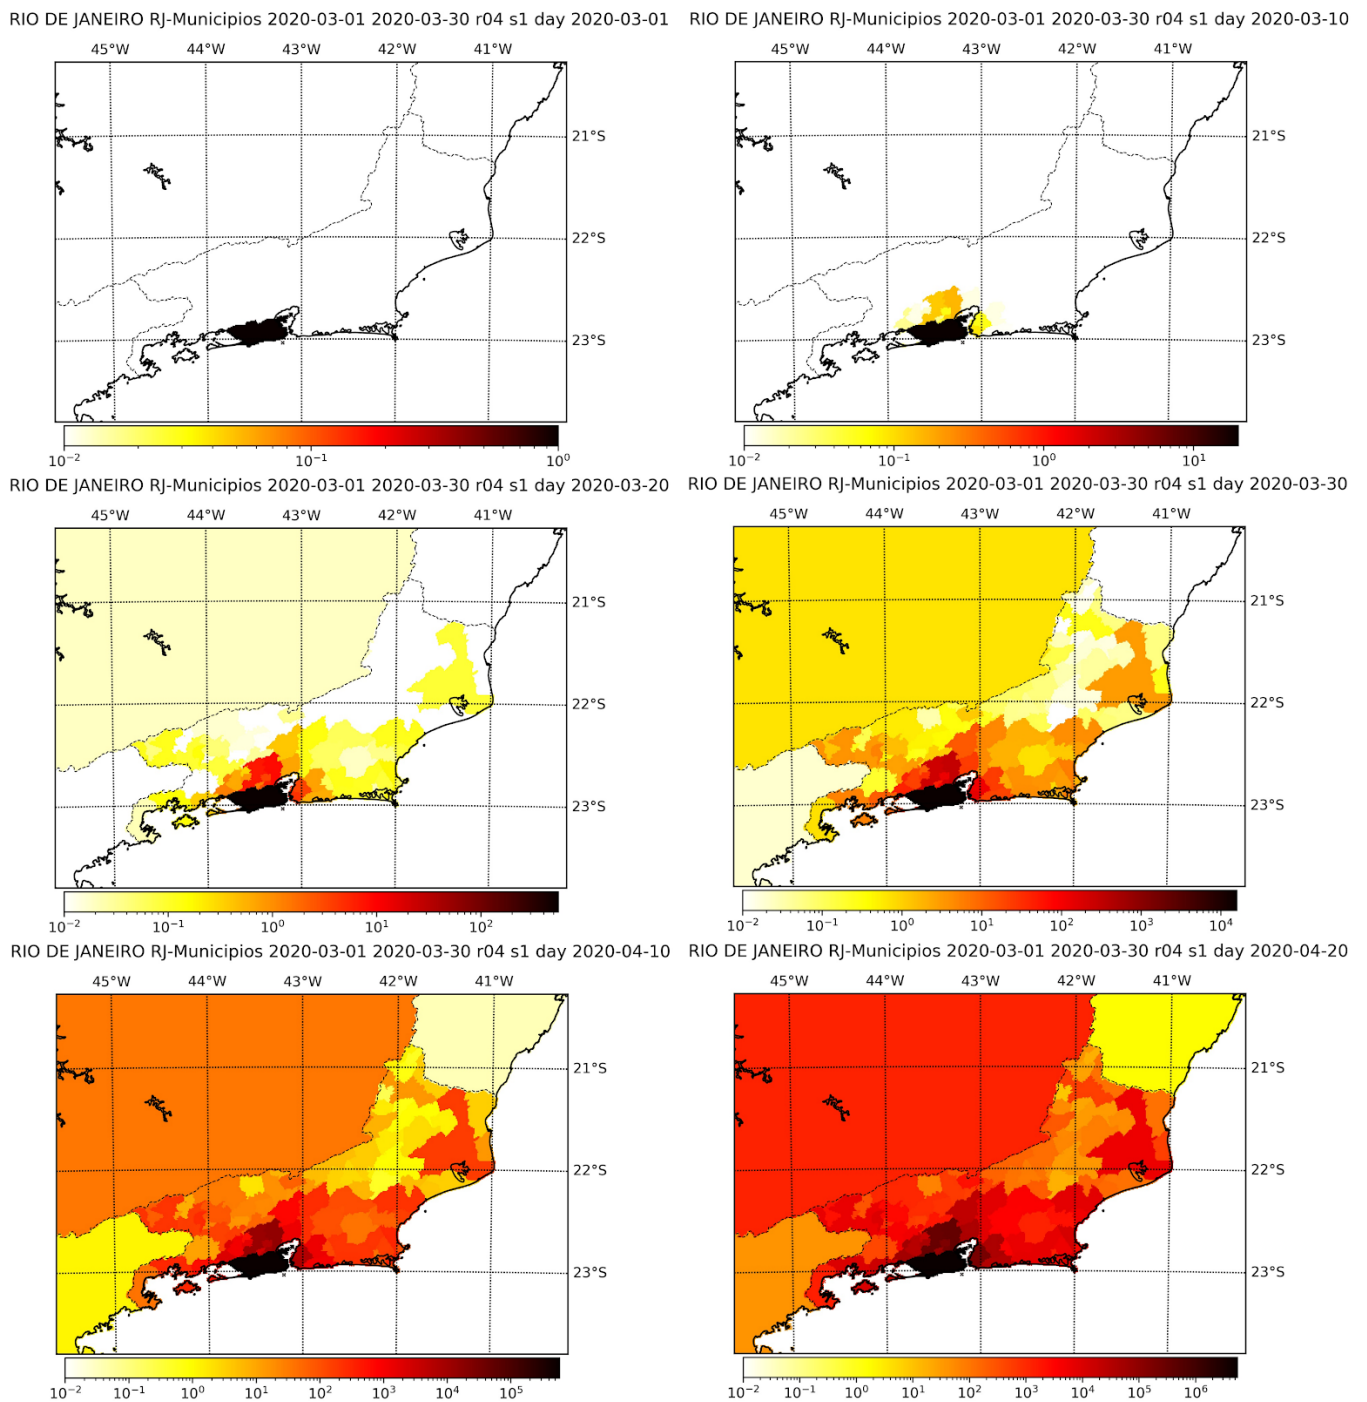 RIO DE JANEIRO RJ-Municipios 2020-03-01 2020-03-30 r04 s1 day 2020-03-01
45°W 44°W 43°W 42°W 41°W
21°S
22°S
23°S
10⁻² 10⁻¹ 10⁰
RIO DE JANEIRO RJ-Municipios 2020-03-01 2020-03-30 r04 s1 day 2020-03-10
45°W 44°W 43°W 42°W 41°W
21°S
22°S
23°S
10⁻² 10⁻¹ 10⁰ 10¹
RIO DE JANEIRO RJ-Municipios 2020-03-01 2020-03-30 r04 s1 day 2020-03-20
45°W 44°W 43°W 42°W 41°W
21°S
22°S
23°S
10⁻² 10⁻¹ 10⁰ 10¹ 10²
RIO DE JANEIRO RJ-Municipios 2020-03-01 2020-03-30 r04 s1 day 2020-03-30
45°W 44°W 43°W 42°W 41°W
21°S
22°S
23°S
10⁻² 10⁻¹ 10⁰ 10¹ 10² 10³ 10⁴
RIO DE JANEIRO RJ-Municipios 2020-03-01 2020-03-30 r04 s1 day 2020-04-10
45°W 44°W 43°W 42°W 41°W
21°S
22°S
23°S
10⁻² 10⁻¹ 10⁰ 10¹ 10² 10³ 10⁴ 10⁵
RIO DE JANEIRO RJ-Municipios 2020-03-01 2020-03-30 r04 s1 day 2020-04-20
45°W 44°W 43°W 42°W 41°W
21°S
22°S
23°S
10⁻² 10⁻¹ 10⁰ 10¹ 10² 10³ 10⁴ 10⁵ 10⁶